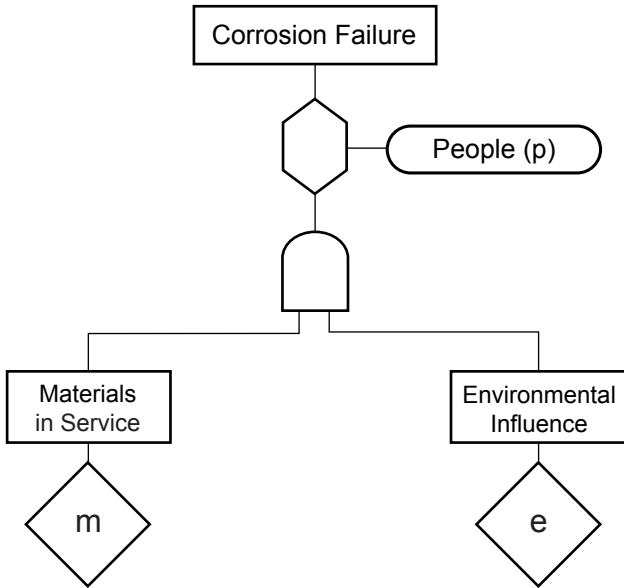 Corrosion Failure
People (p)
Materials
in Service
Environmental
Influence
m
e